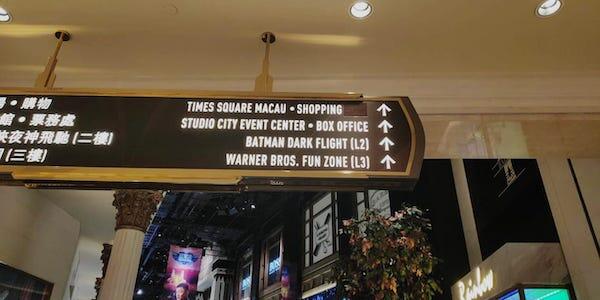 購物 TIMES SQUARE MACAU • SHOPPING ↑
館 • 票務處 STUDIO CITY EVENT CENTER • BOX OFFICE ↑
夜神飛馳 (二樓) BATMAN DARK FLIGHT (L2) ↑
(三樓) WARNER BROS. FUN ZONE (L3) ↑
Rainbow